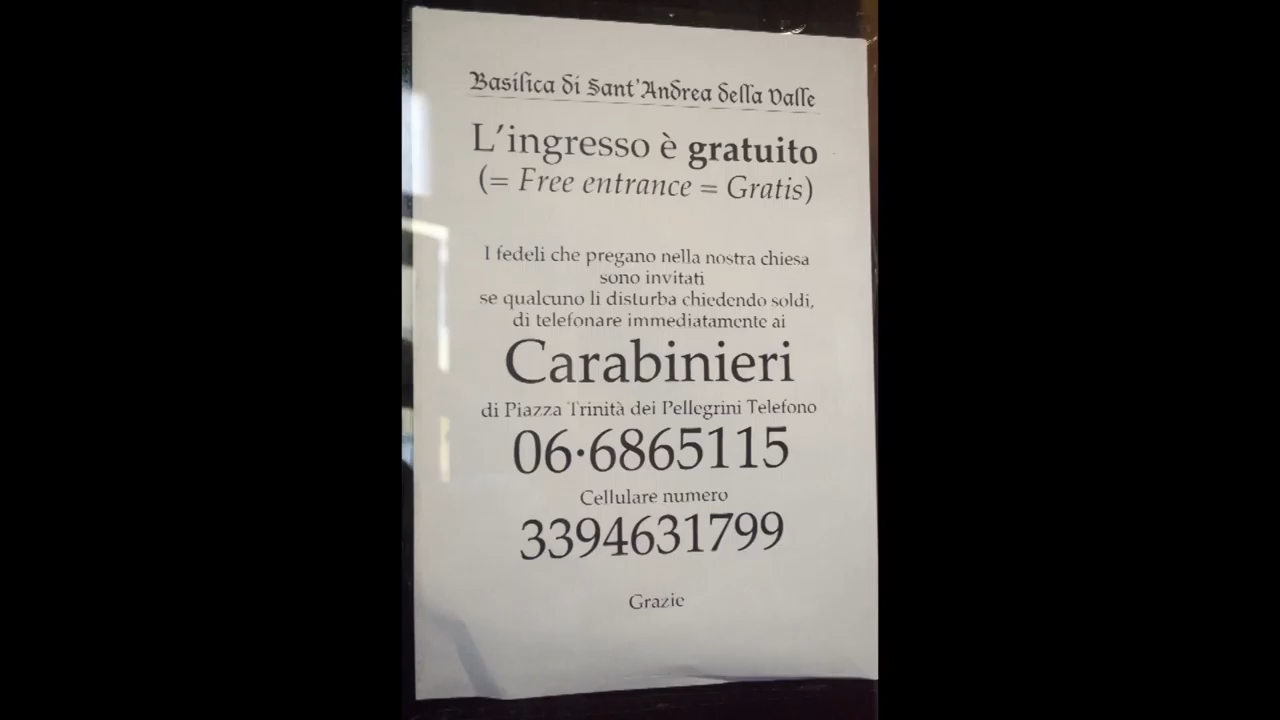 Basilica di Sant'Andrea della Valle
L'ingresso è gratuito
(= Free entrance = Gratis)
I fedeli che pregano nella nostra chiesa
sono invitati
se qualcuno li disturba chiedendo soldi,
di telefonare immediatamente ai
Carabinieri
di Piazza Trinità dei Pellegrini Telefono
06·6865115
Cellulare numero
3394631799
Grazie